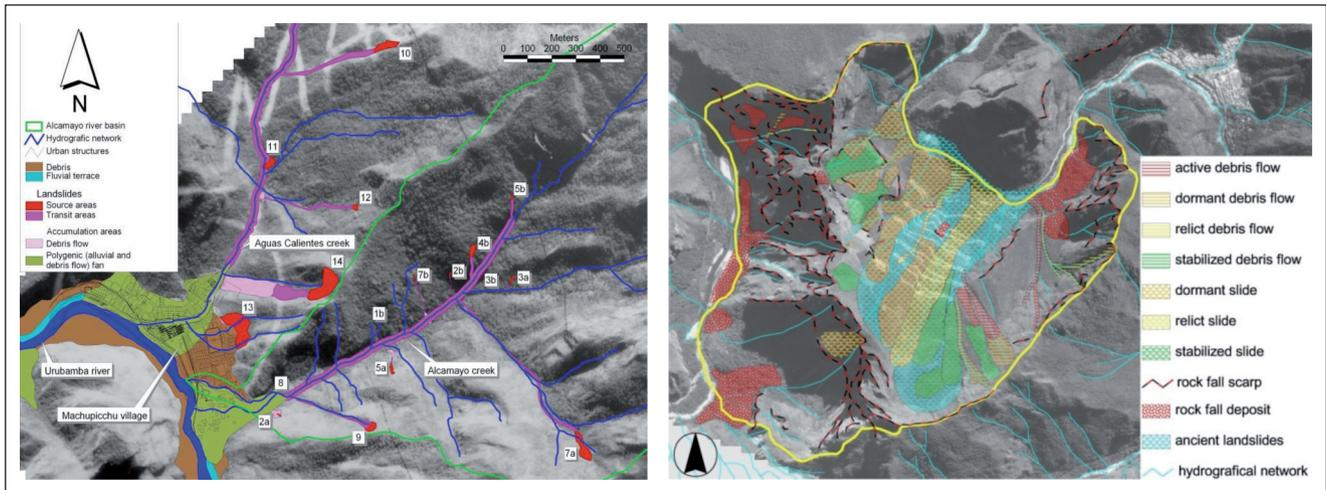 Meters
0 100 200 300 400 500
N
Alcamayo river basin
Hydrografic network
Urban structures
Debris
Fluvial terrace
Landslides
Source areas
Transit areas
Accumulation areas
Debris flow
Polygenic (alluvial and
debris flow) fan
10
11
12
5b
Aguas Calientes creek
4b
14
7b
2b
3b
3a
13
1b
Urubamba river
5a
Alcamayo creek
8
Machupicchu village
2a
9
7a
active debris flow
dormant debris flow
relict debris flow
stabilized debris flow
dormant slide
relict slide
stabilized slide
rock fall scarp
rock fall deposit
ancient landslides
hydrografical network